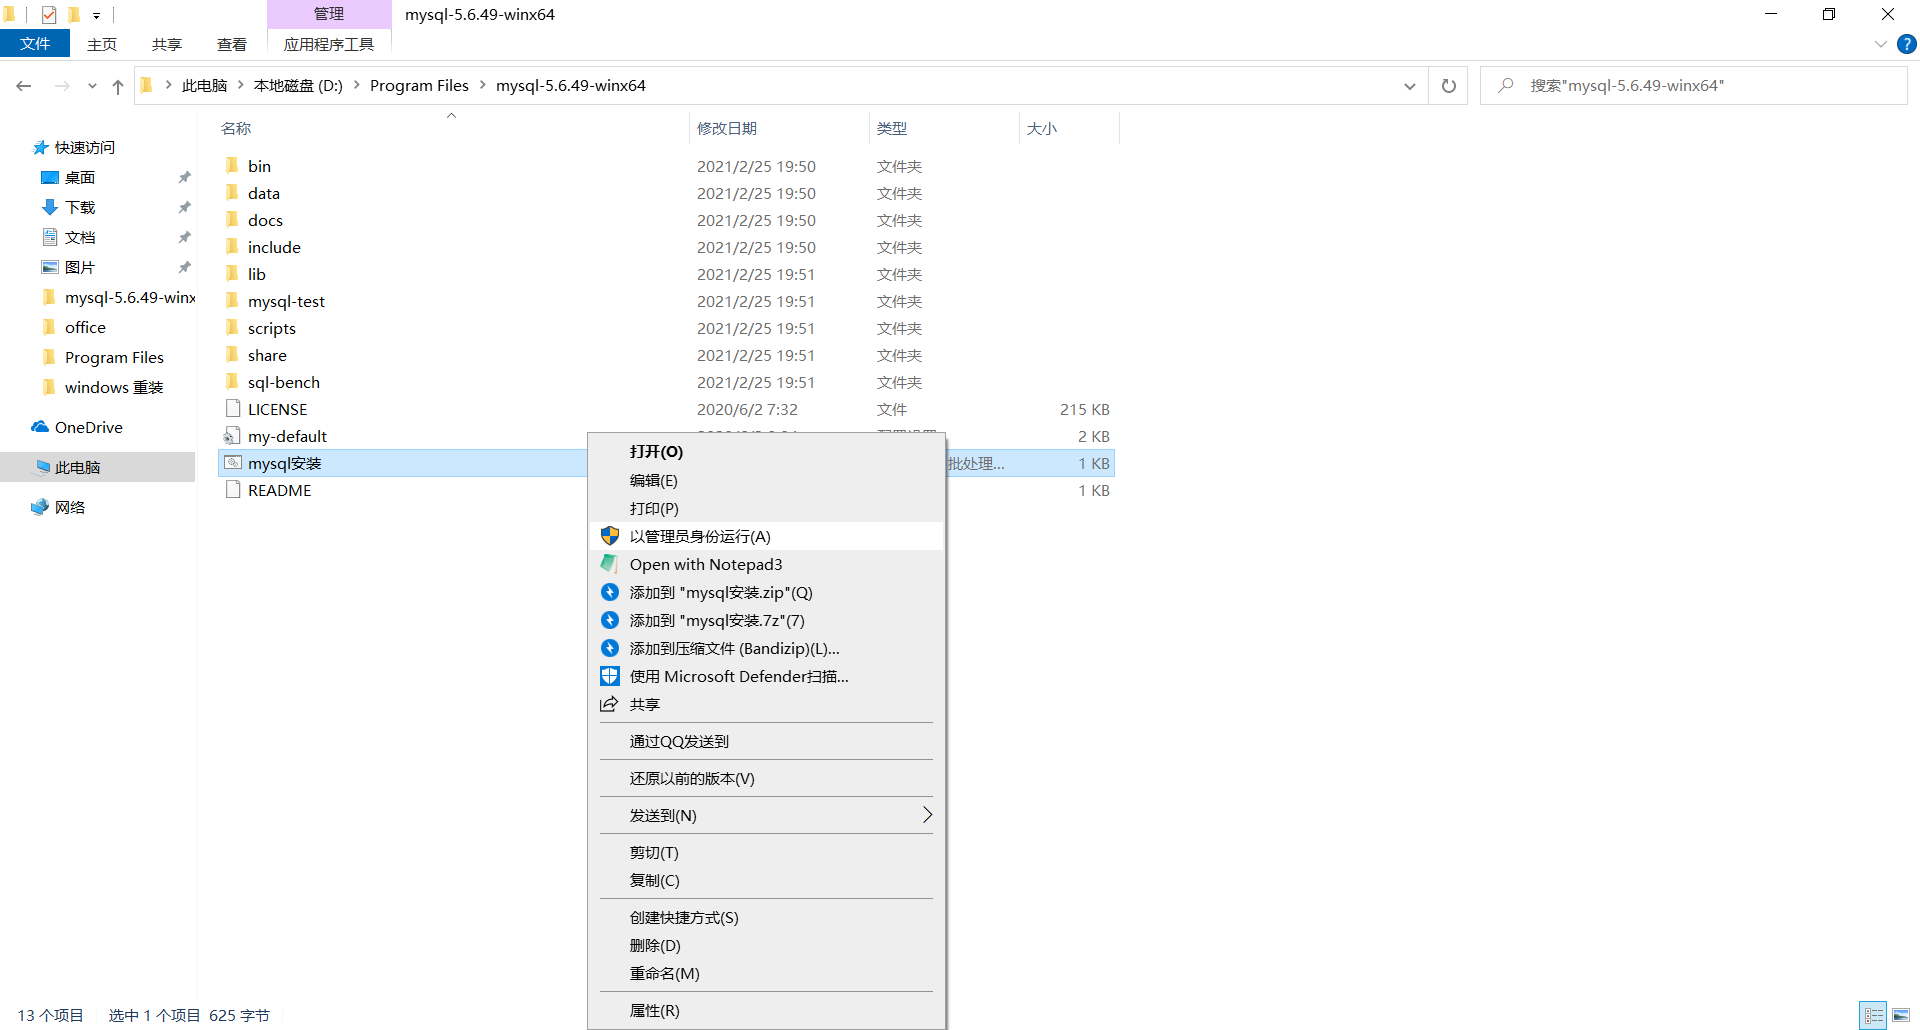 管理
mysql-5.6.49-winx64
文件
主页
共享
查看
应用程序工具
此电脑
本地磁盘 (D:)
Program Files
mysql-5.6.49-winx64
搜索"mysql-5.6.49-winx64"
名称
修改日期
类型
大小
快速访问
桌面
下载
文档
图片
mysql-5.6.49-winx
office
Program Files
windows 重装
OneDrive
此电脑
网络
bin 2021/2/25 19:50 文件夹
data 2021/2/25 19:50 文件夹
docs 2021/2/25 19:50 文件夹
include 2021/2/25 19:50 文件夹
lib 2021/2/25 19:51 文件夹
mysql-test 2021/2/25 19:51 文件夹
scripts 2021/2/25 19:51 文件夹
share 2021/2/25 19:51 文件夹
sql-bench 2021/2/25 19:51 文件夹
LICENSE 2020/6/2 7:32 文件 215 KB
my-default 2 KB
mysql安装 批处理... 1 KB
README 1 KB
打开(O)
编辑(E)
打印(P)
以管理员身份运行(A)
Open with Notepad3
添加到 "mysql安装.zip"(Q)
添加到 "mysql安装.7z"(7)
添加到压缩文件 (Bandizip)(L)...
使用 Microsoft Defender扫描...
共享
通过QQ发送到
还原以前的版本(V)
发送到(N)
剪切(T)
复制(C)
创建快捷方式(S)
删除(D)
重命名(M)
属性(R)
13 个项目
选中 1 个项目 625 字节